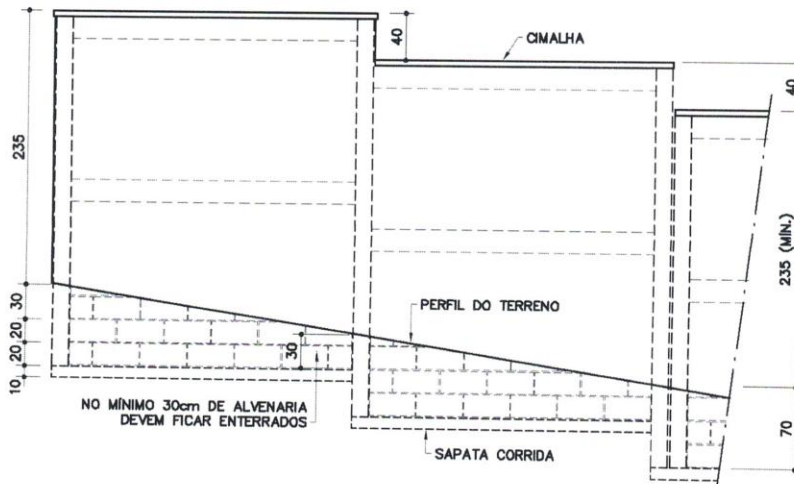 40
CIMALHA
40
235
235 (MÍN.)
30
PERFIL DO TERRENO
20
30
20
10
NO MÍNIMO 30cm DE ALVENARIA
DEVEM FICAR ENTERRADOS
70
SAPATA CORRIDA